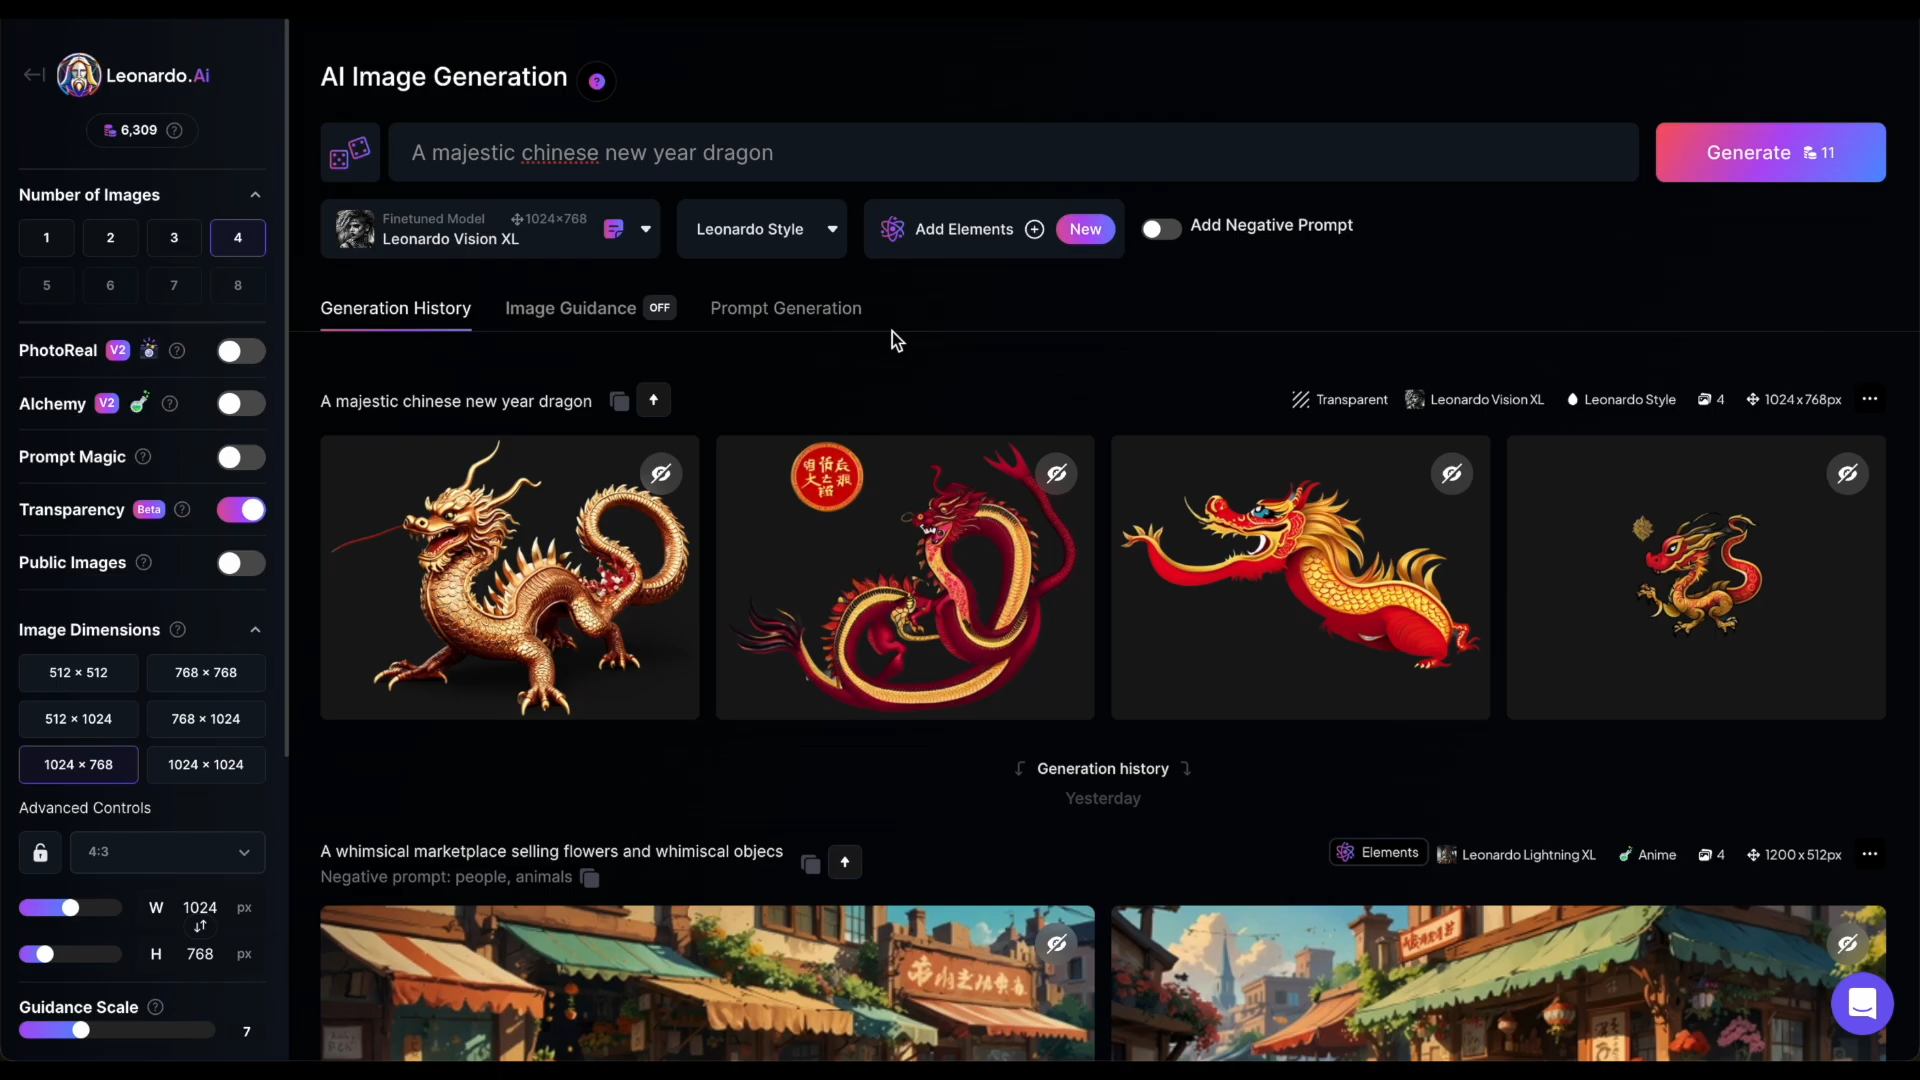 Leonardo.Ai
6,309
Number of Images
1 2 3 4
5 6 7 8
PhotoReal V2
Alchemy V2
Prompt Magic
Transparency Beta
Public Images
Image Dimensions
512 × 512 768 × 768
512 × 1024 768 × 1024
1024 × 768 1024 × 1024
Advanced Controls
4:3
W 1024 px
H 768 px
Guidance Scale
7
AI Image Generation
A majestic chinese new year dragon
Generate 11
Finetuned Model 1024×768
Leonardo Vision XL
Leonardo Style
Add Elements New
Add Negative Prompt
Generation History Image Guidance OFF Prompt Generation
A majestic chinese new year dragon
Transparent Leonardo Vision XL Leonardo Style 4 1024 x 768px
Generation history
Yesterday
A whimsical marketplace selling flowers and whimiscal objecs
Negative prompt: people, animals
Elements Leonardo Lightning XL Anime 4 1200 x 512px